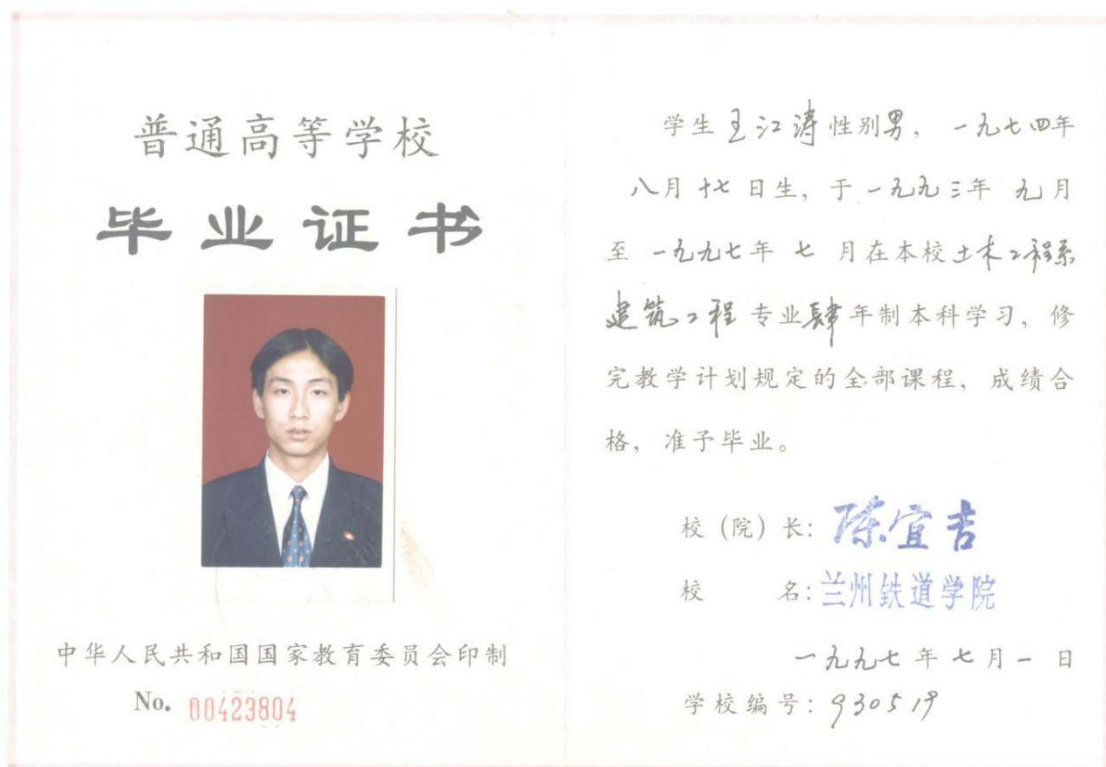 普通高等学校
毕业证书
中华人民共和国国家教育委员会印制
No. 00423804
学生王江涛性别男，一九七四年
八月十七日生，于一九九三年 九月
至一九九七年 七 月在本校土木工程系
建筑工程专业肆年制本科学习，修
完教学计划规定的全部课程，成绩合
格，准予毕业。
校（院）长：陈宜吉
校 名：兰州铁道学院
一九九七年七月一日
学校编号：930519